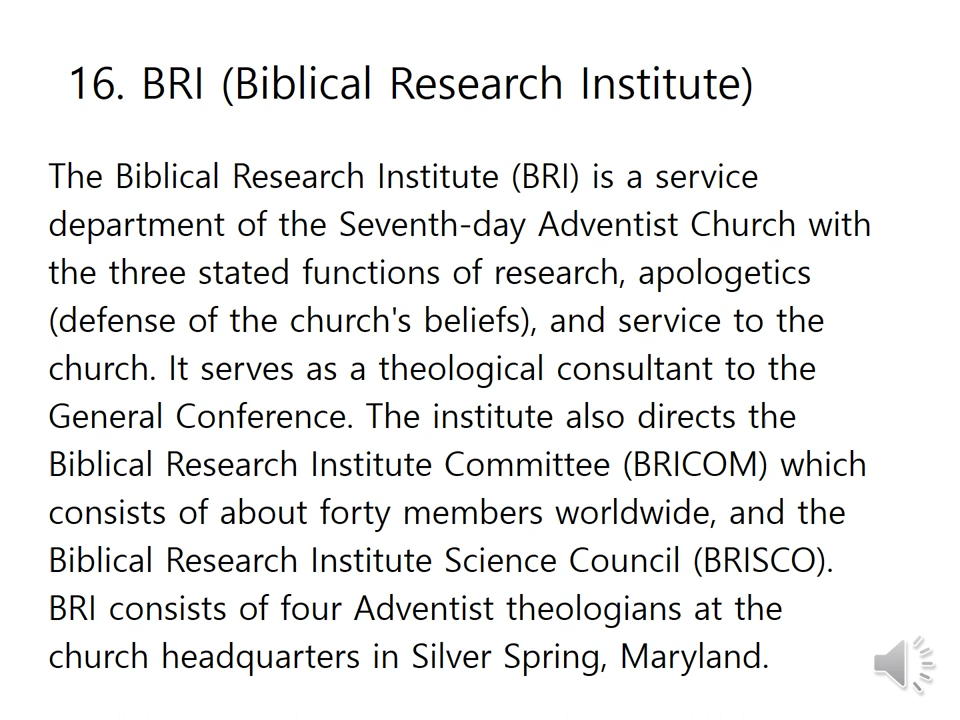 16. BRI (Biblical Research Institute)
The Biblical Research Institute (BRI) is a service
department of the Seventh-day Adventist Church with
the three stated functions of research, apologetics
(defense of the church's beliefs), and service to the
church. It serves as a theological consultant to the
General Conference. The institute also directs the
Biblical Research Institute Committee (BRICOM) which
consists of about forty members worldwide, and the
Biblical Research Institute Science Council (BRISCO).
BRI consists of four Adventist theologians at the
church headquarters in Silver Spring, Maryland.